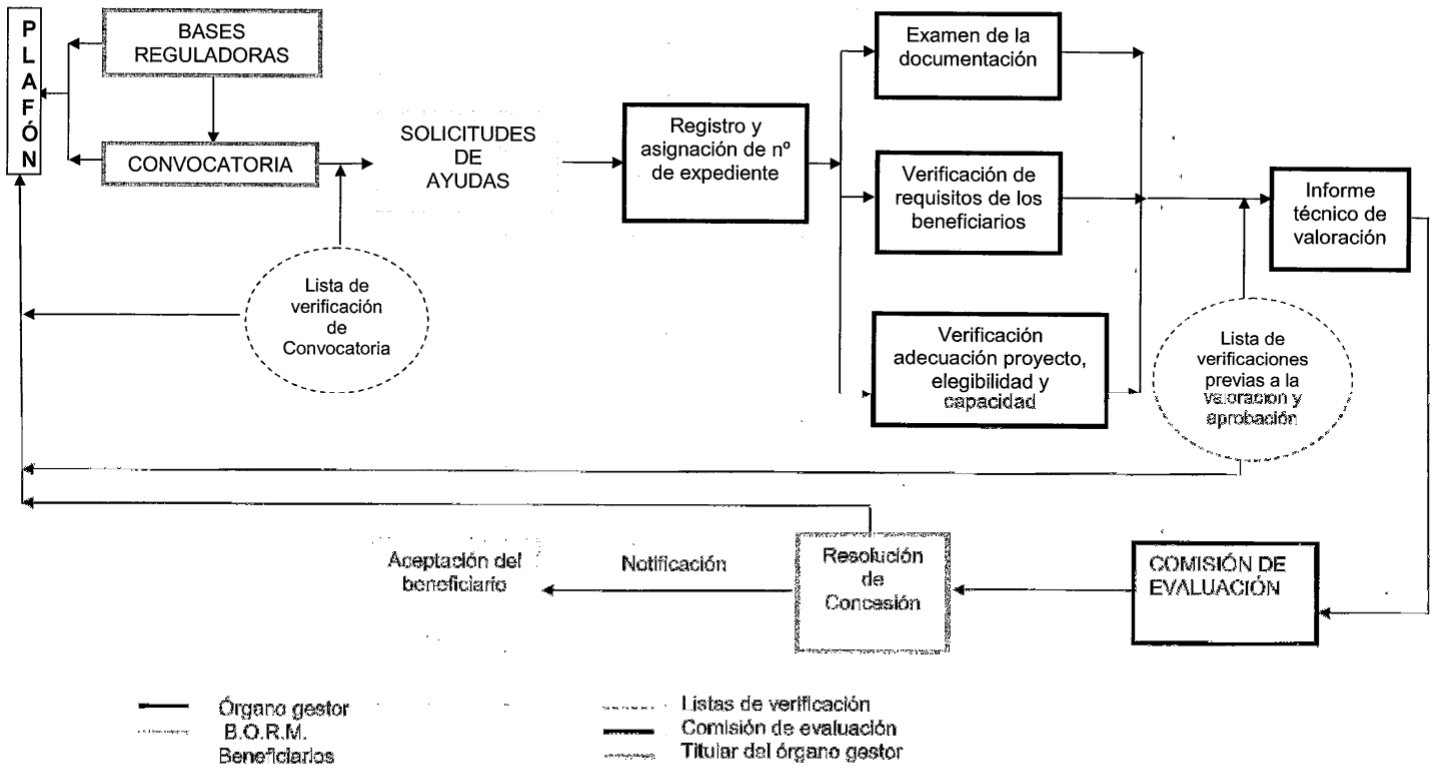 PLAFÓN
BASES
REGULADORAS
CONVOCATORIA
SOLICITUDES
DE
AYUDAS
Registro y
asignación de nº
de expediente
Examen de la
documentación
Verificación de
requisitos de los
beneficiarios
Verificación
adecuación proyecto,
elegibilidad y
capacidad
Informe
técnico de
valoración
Lista de
verificación
de
Convocatoria
Lista de
verificaciones
previas a la
valoración y
aprobación
Aceptación del
beneficiario
Notificación
Resolución
de
Concesión
COMISIÓN DE
EVALUACIÓN
Órgano gestor
B.O.R.M.
Beneficiarios
Listas de verificación
Comisión de evaluación
Titular del órgano gestor